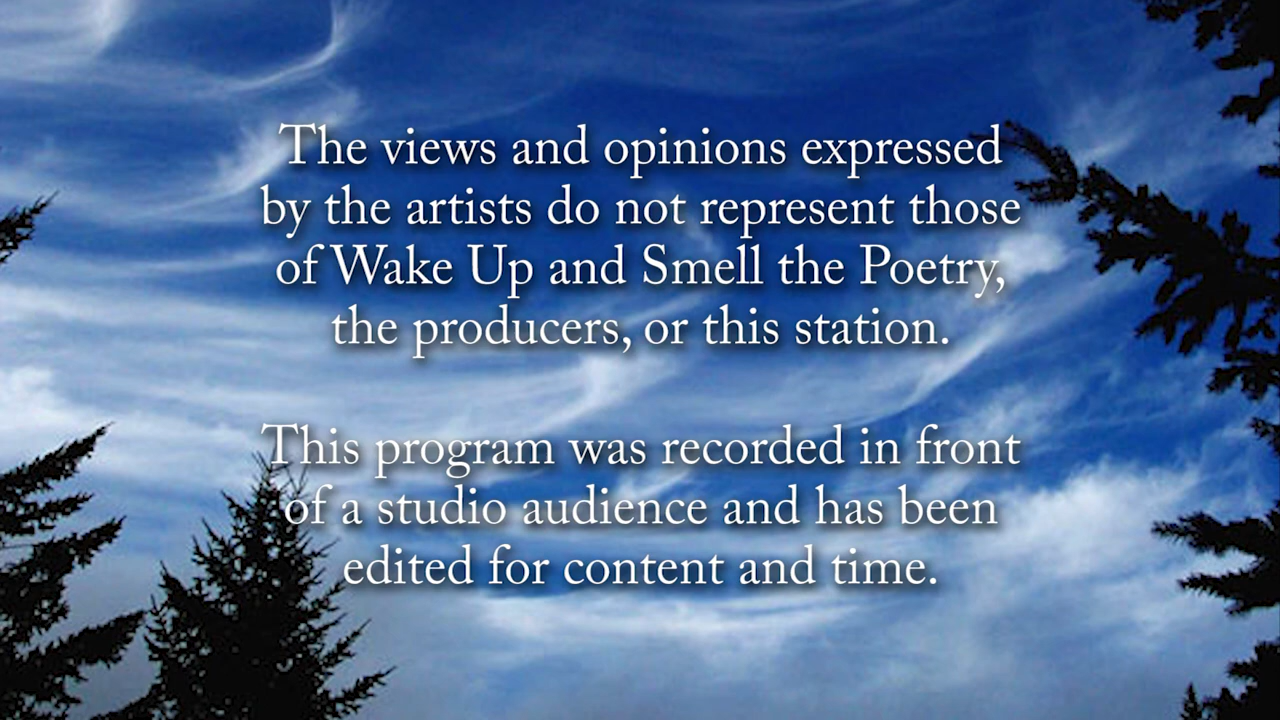 The views and opinions expressed
by the artists do not represent those
of Wake Up and Smell the Poetry,
the producers, or this station.
This program was recorded in front
of a studio audience and has been
edited for content and time.